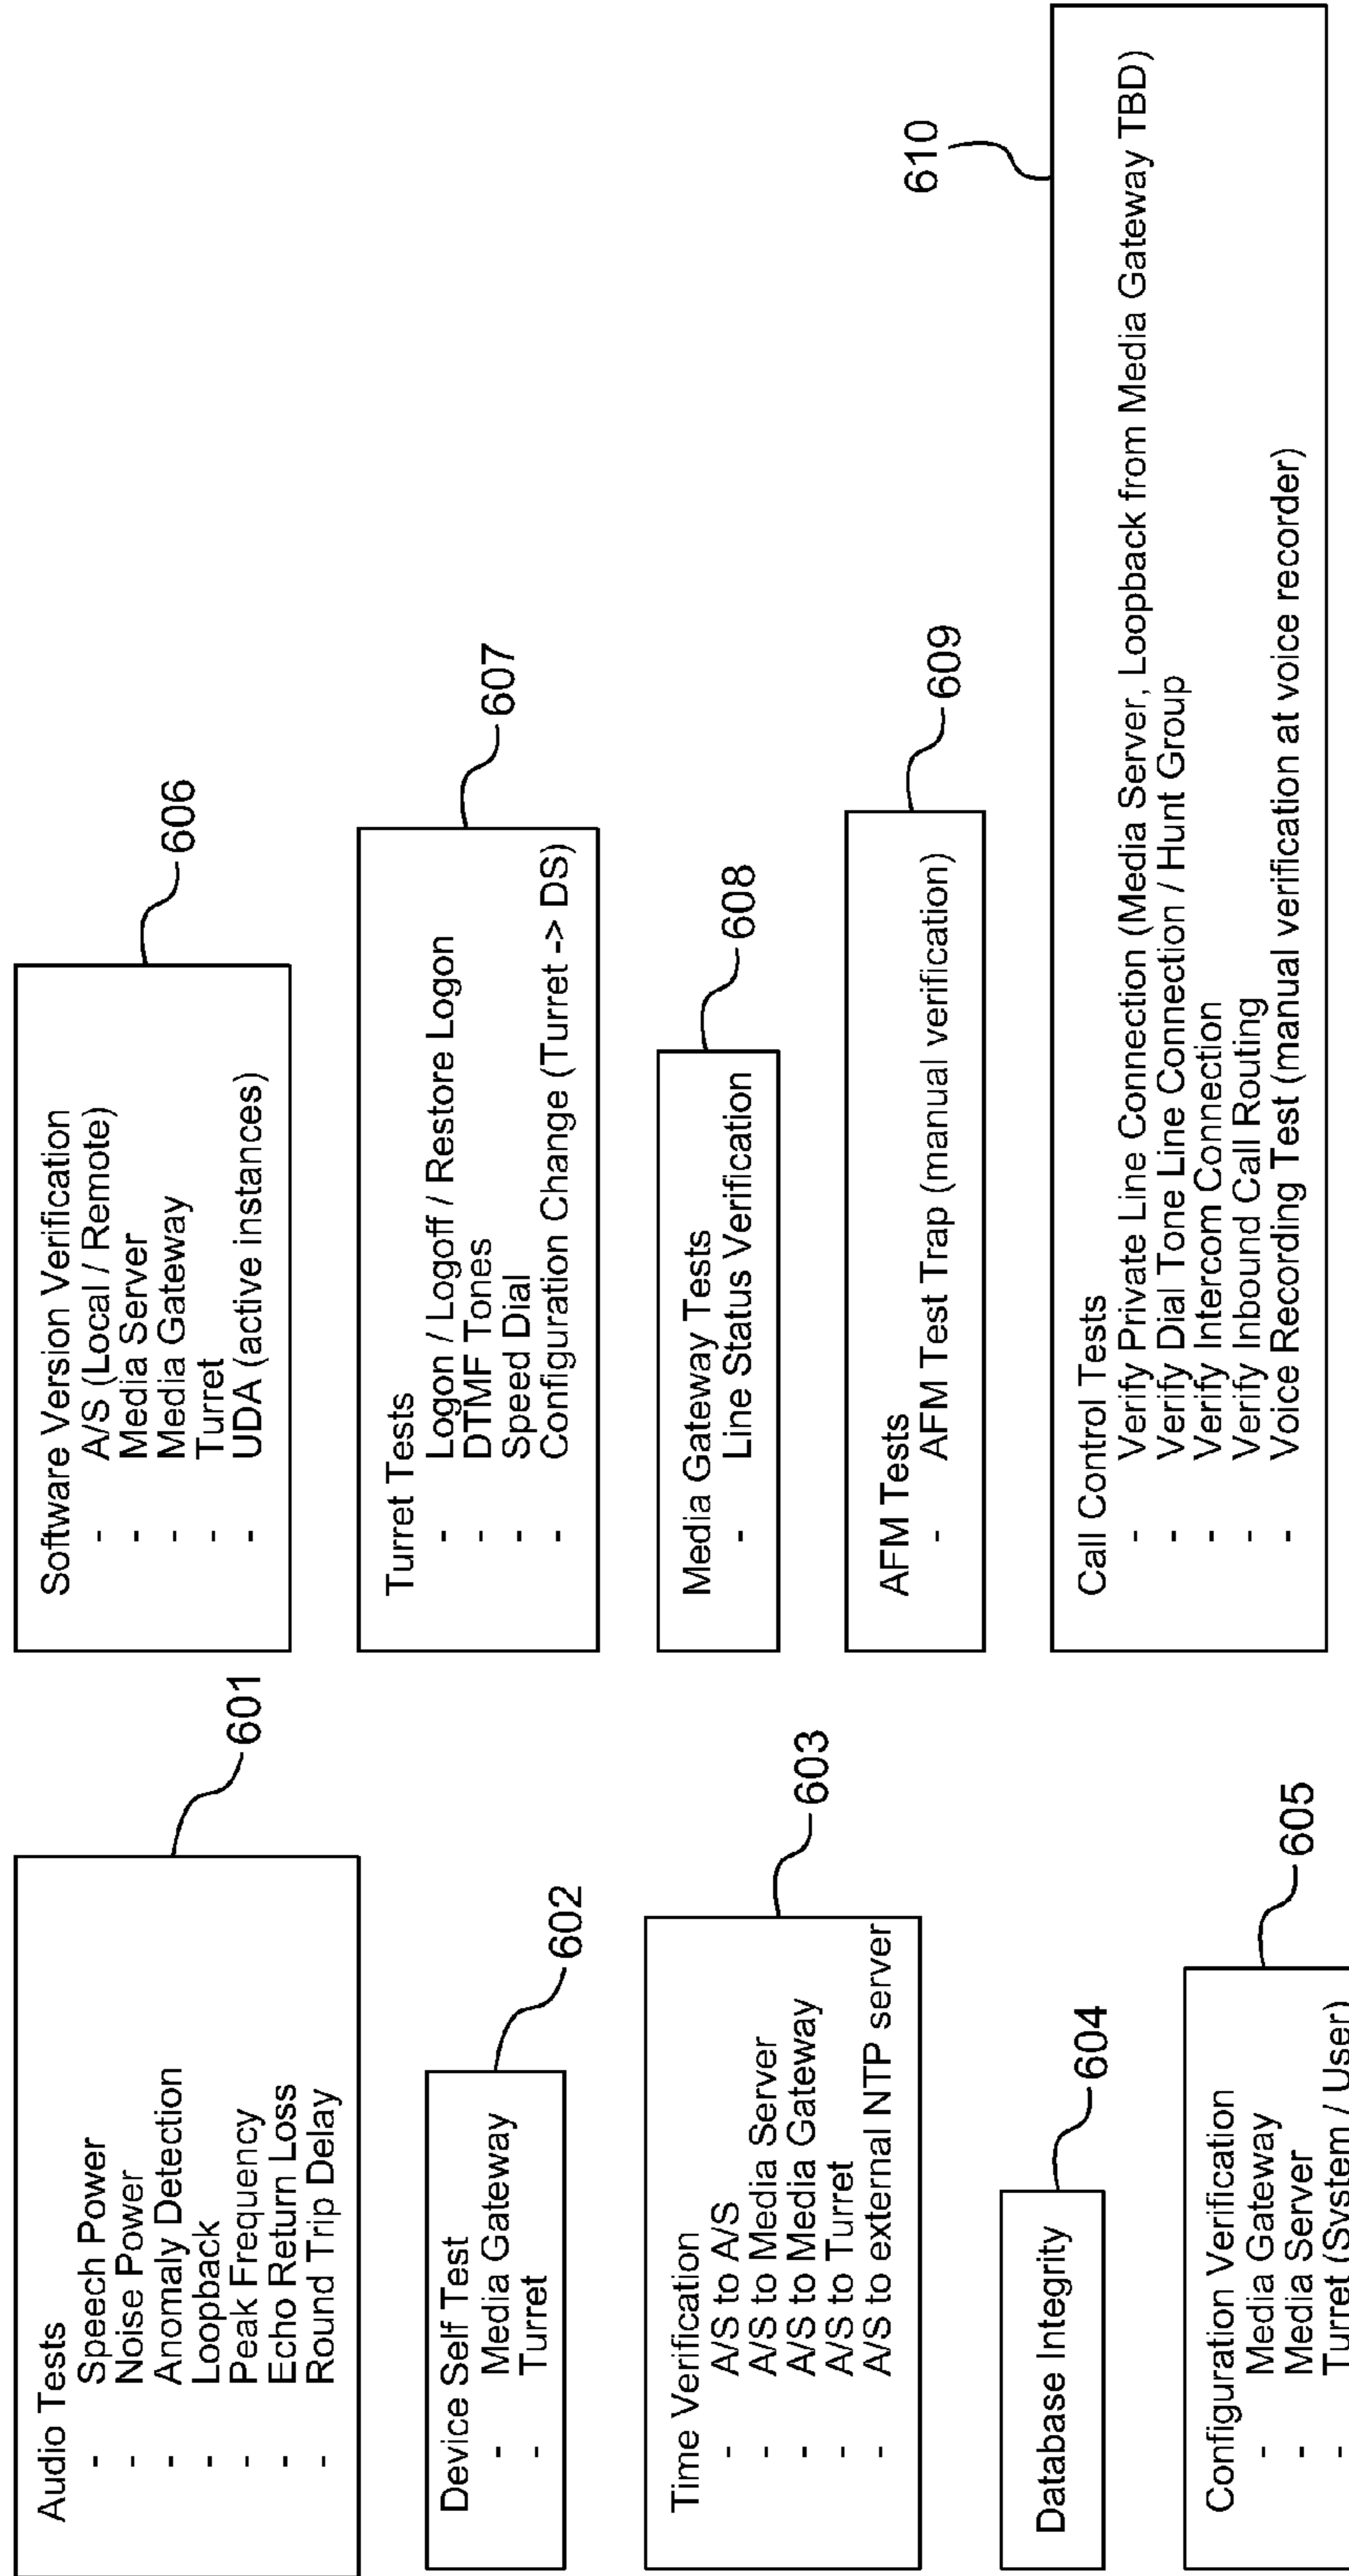 Audio Tests
- Speech Power
- Noise Power
- Anomaly Detection
- Loopback
- Peak Frequency
- Echo Return Loss
- Round Trip Delay
601
Device Self Test
- Media Gateway
- Turret
602
Time Verification
- A/S to A/S
- A/S to Media Server
- A/S to Media Gateway
- A/S to Turret
- A/S to external NTP server
603
Database Integrity
604
Configuration Verification
- Media Gateway
- Media Server
- Turret (System / User)
605
Software Version Verification
- A/S (Local / Remote)
- Media Server
- Media Gateway
- Turret
- UDA (active instances)
606
Turret Tests
- Logon / Logoff / Restore Logon
- DTMF Tones
- Speed Dial
- Configuration Change (Turret -> DS)
607
Media Gateway Tests
- Line Status Verification
608
AFM Tests
- AFM Test Trap (manual verification)
609
Call Control Tests
- Verify Private Line Connection (Media Server, Loopback from Media Gateway TBD)
- Verify Dial Tone Line Connection / Hunt Group
- Verify Intercom Connection
- Verify Inbound Call Routing
- Voice Recording Test (manual verification at voice recorder)
610